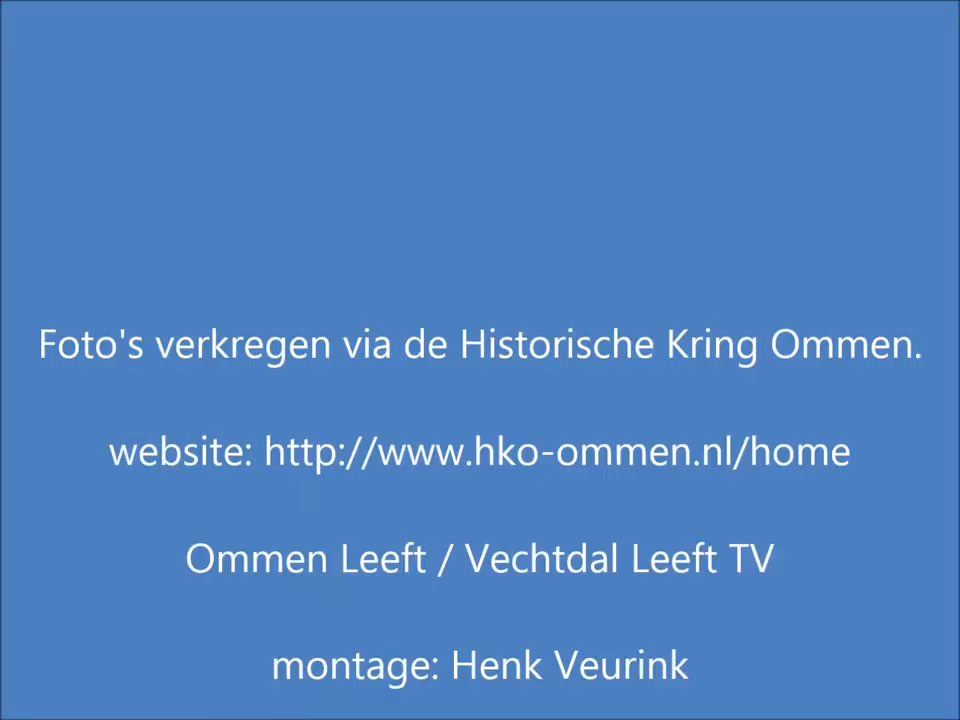 Foto's verkregen via de Historische Kring Ommen.
website: http://www.hko-ommen.nl/home
Ommen Leeft / Vechtdal Leeft TV
montage: Henk Veurink